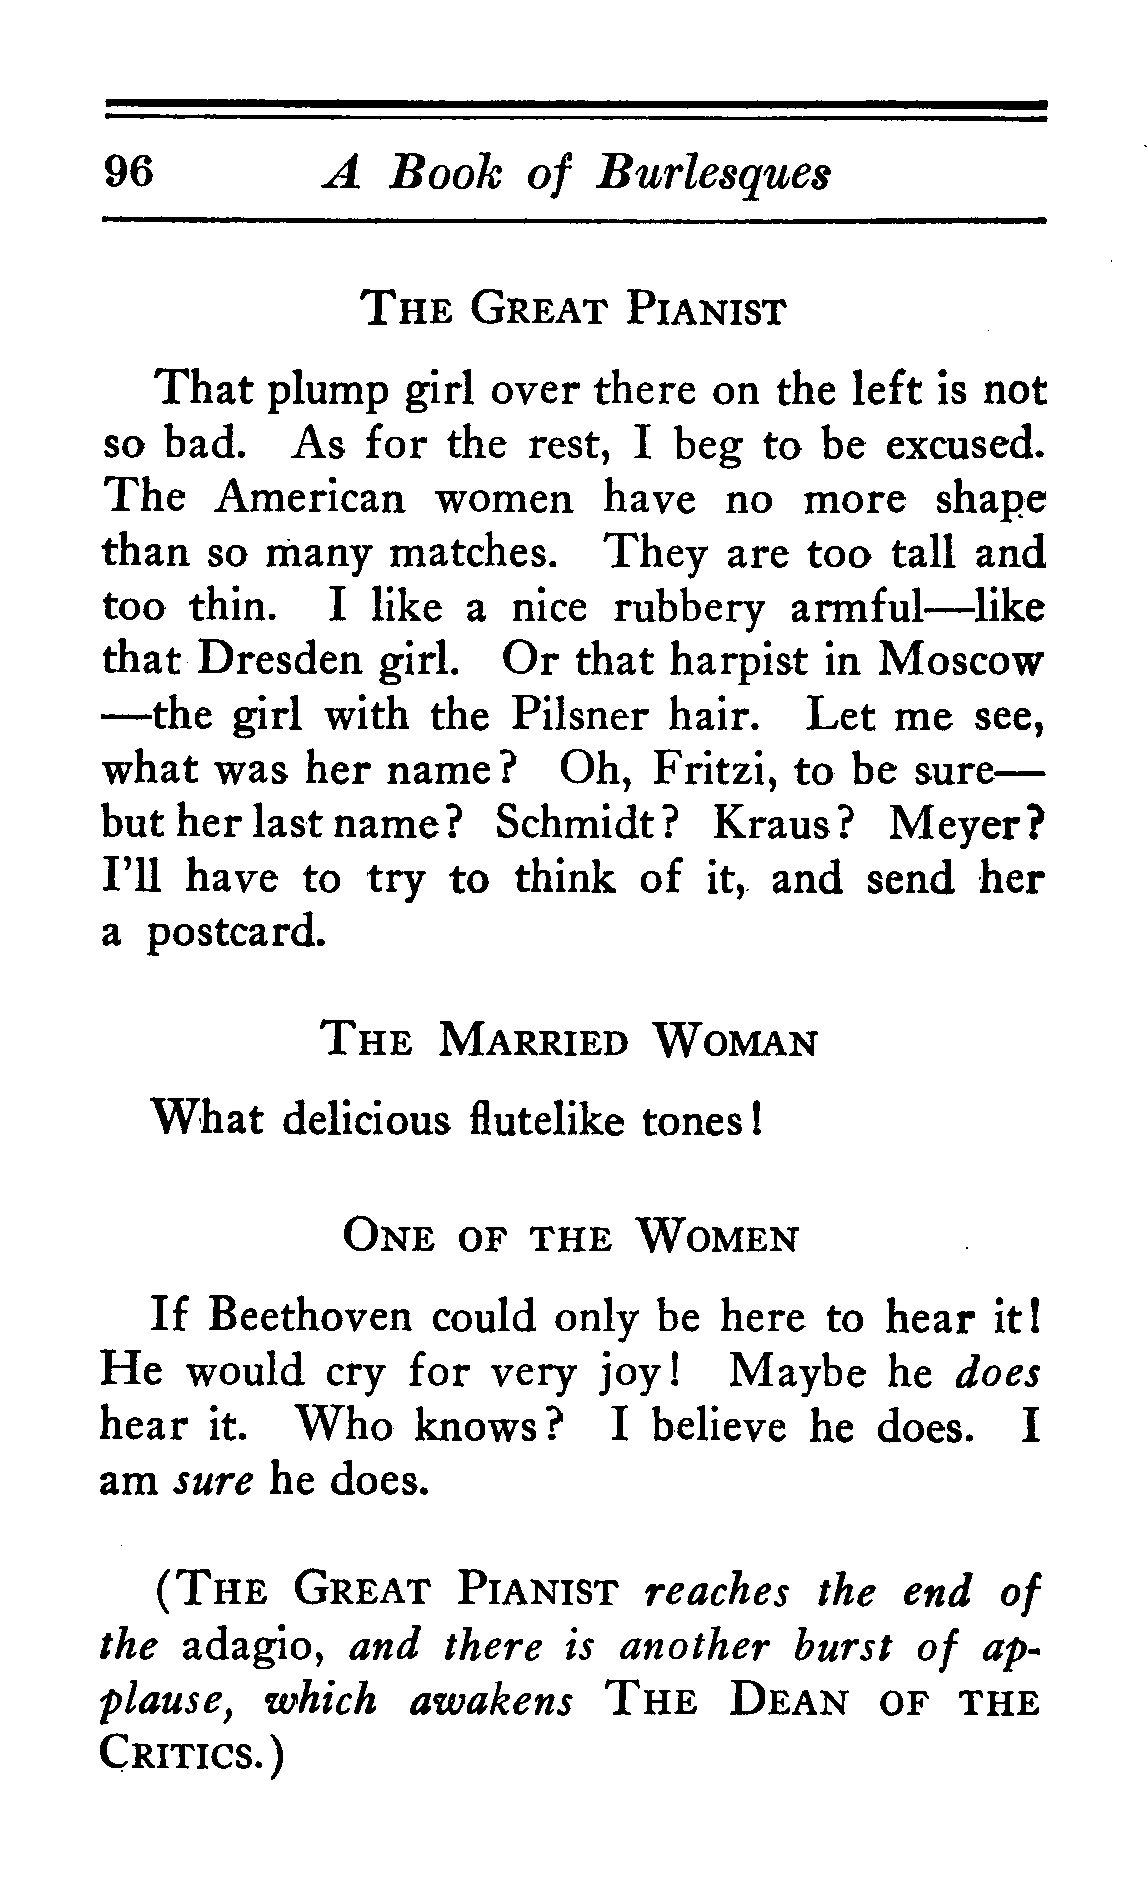 96 A Book of Burlesques
THE GREAT PIANIST
That plump girl over there on the left is not
so bad. As for the rest, I beg to be excused.
The American women have no more shape
than so many matches. They are too tall and
too thin. I like a nice rubbery armful—like
that Dresden girl. Or that harpist in Moscow
—the girl with the Pilsner hair. Let me see,
what was her name? Oh, Fritzi, to be sure—
but her last name? Schmidt? Kraus? Meyer?
I'll have to try to think of it, and send her
a postcard.
THE MARRIED WOMAN
What delicious flutelike tones!
ONE OF THE WOMEN
If Beethoven could only be here to hear it!
He would cry for very joy! Maybe he does
hear it. Who knows? I believe he does. I
am sure he does.
(THE GREAT PIANIST reaches the end of
the adagio, and there is another burst of ap-
plause, which awakens THE DEAN OF THE
CRITICS.)